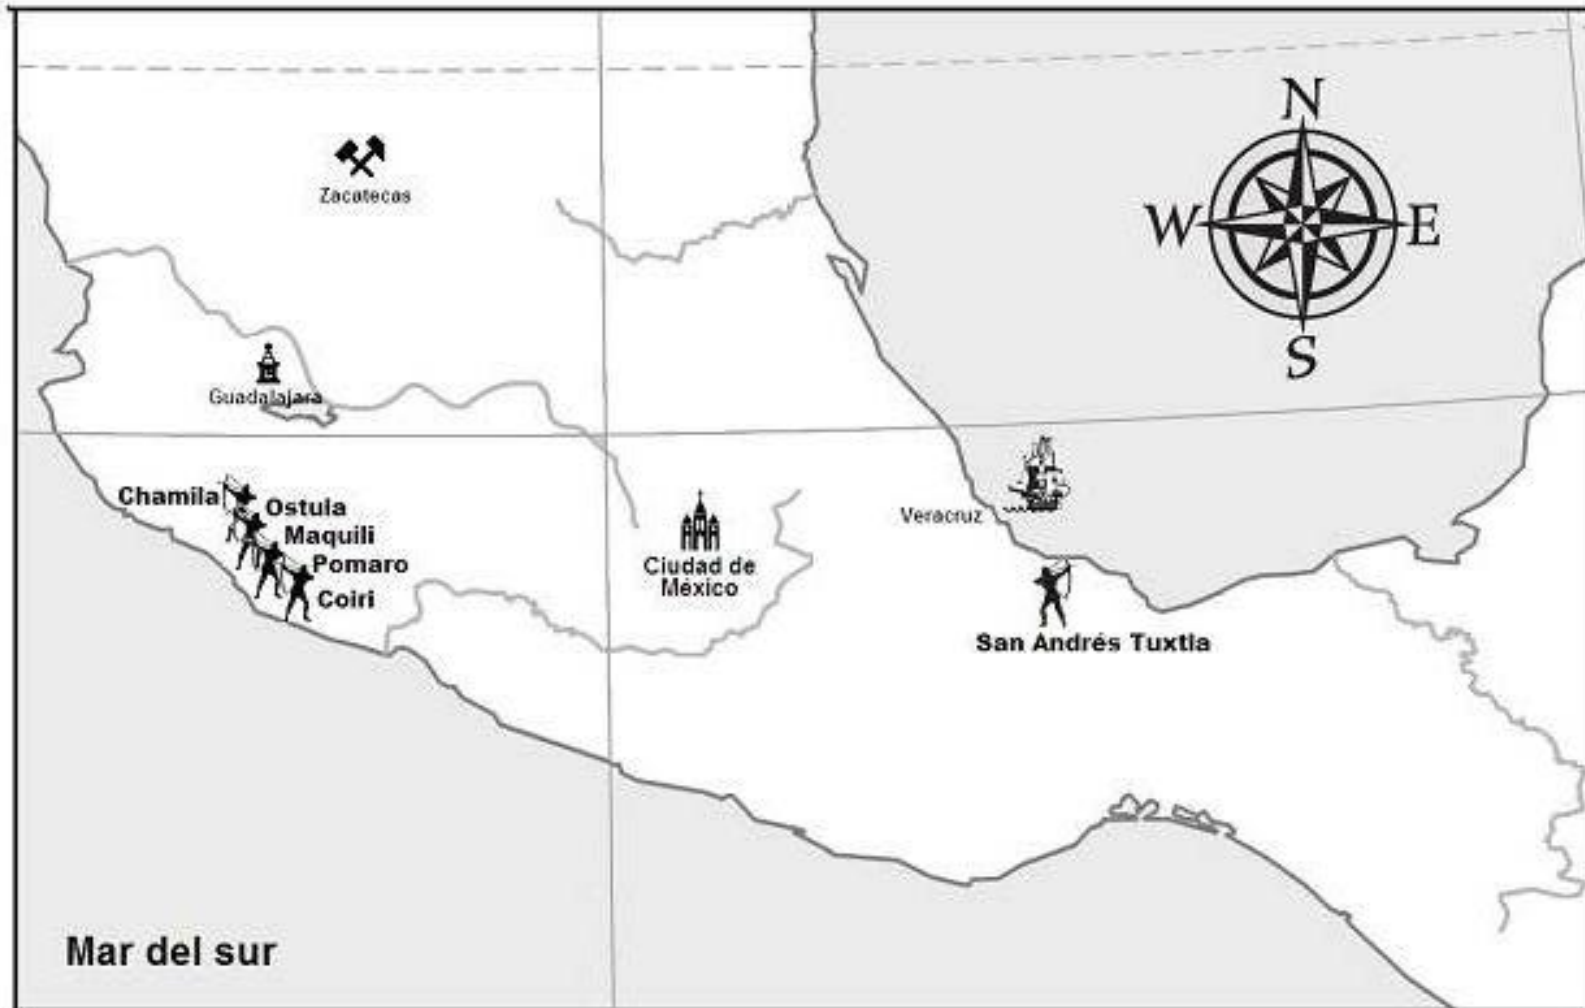 N
W
E
S
Zacatecas
Guadalajara
Chamila
Ostula
Maquili
Pomaro
Coiri
Ciudad de
México
Veracruz
San Andrés Tuxtla
Mar del sur